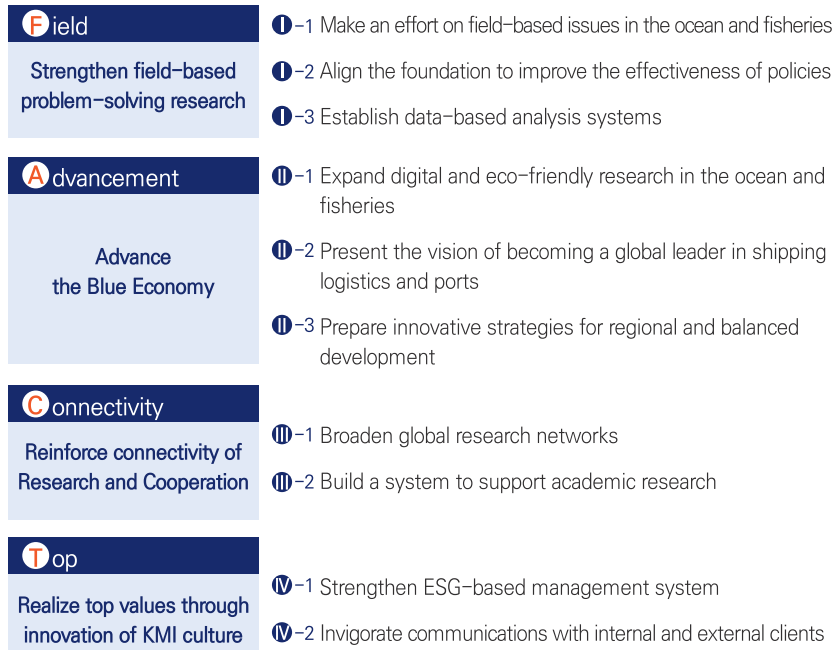 Field
Strengthen field-based
problem-solving research
Ⅰ-1 Make an effort on field-based issues in the ocean and fisheries
Ⅰ-2 Align the foundation to improve the effectiveness of policies
Ⅰ-3 Establish data-based analysis systems
Advancement
Advance
the Blue Economy
Ⅱ-1 Expand digital and eco-friendly research in the ocean and
fisheries
Ⅱ-2 Present the vision of becoming a global leader in shipping
logistics and ports
Ⅱ-3 Prepare innovative strategies for regional and balanced
development
Connectivity
Reinforce connectivity of
Research and Cooperation
Ⅲ-1 Broaden global research networks
Ⅲ-2 Build a system to support academic research
Top
Realize top values through
innovation of KMI culture
Ⅳ-1 Strengthen ESG-based management system
Ⅳ-2 Invigorate communications with internal and external clients